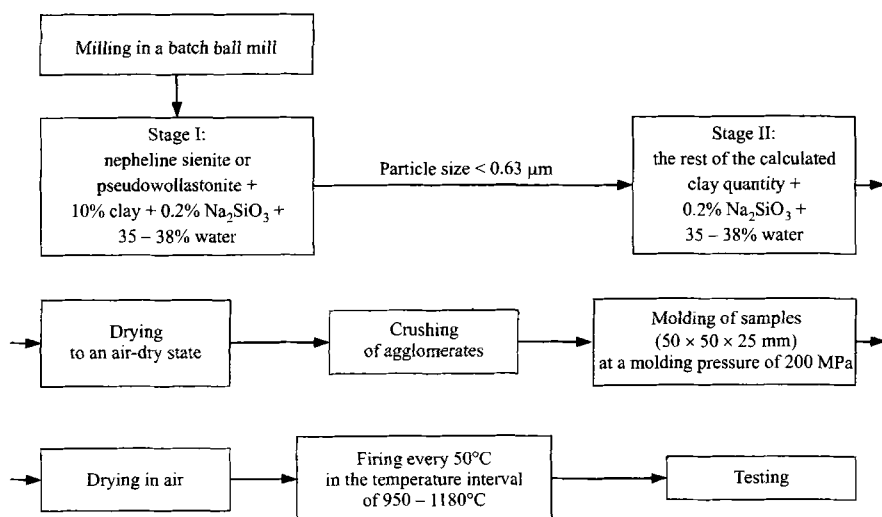 Milling in a batch ball mill
Stage I:
nepheline sienite or
pseudowollastonite +
10% clay + 0.2% Na₂SiO₃ +
35 – 38% water
Particle size < 0.63 μm
Stage II:
the rest of the calculated
clay quantity +
0.2% Na₂SiO₃ +
35 – 38% water
Drying
to an air-dry state
Crushing
of agglomerates
Molding of samples
(50 × 50 × 25 mm)
at a molding pressure of 200 MPa
Drying in air
Firing every 50°C
in the temperature interval
of 950 – 1180°C
Testing